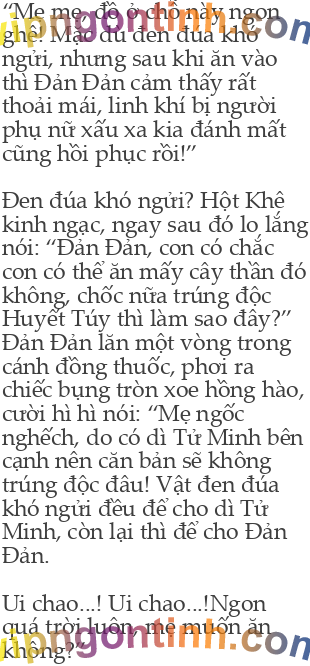 “Mẹ mẹ, đồ ở chỗ này ngon
ghê! Mặc dù đen đúa khó
ngửi, nhưng sau khi ăn vào
thì Đản Đản cảm thấy rất
thoải mái, linh khí bị người
phụ nữ xấu xa kia đánh mất
cũng hồi phục rồi!”
Đen đúa khó ngửi? Hột Khê
kinh ngạc, ngay sau đó lo lắng
nói: “Đản Đản, con có chắc
con có thể ăn mấy cây thần đó
không, chốc nữa trúng độc
Huyết Túy thì làm sao đây?”
Đản Đản lăn một vòng trong
cánh đồng thuốc, phơi ra
chiếc bụng tròn xoe hồng hào,
cười hì hì nói: “Mẹ ngốc
nghếch, do có dì Tử Minh bên
cạnh nên căn bản sẽ không
trúng độc đâu! Vật đen đúa
khó ngửi đều để cho dì Tử
Minh, còn lại thì để cho Đản
Đản.
Ui chao...! Ui chao...!Ngon
quá trời luôn, mẹ muốn ăn
không?”
vipngontinh.com
vipngontinh.com